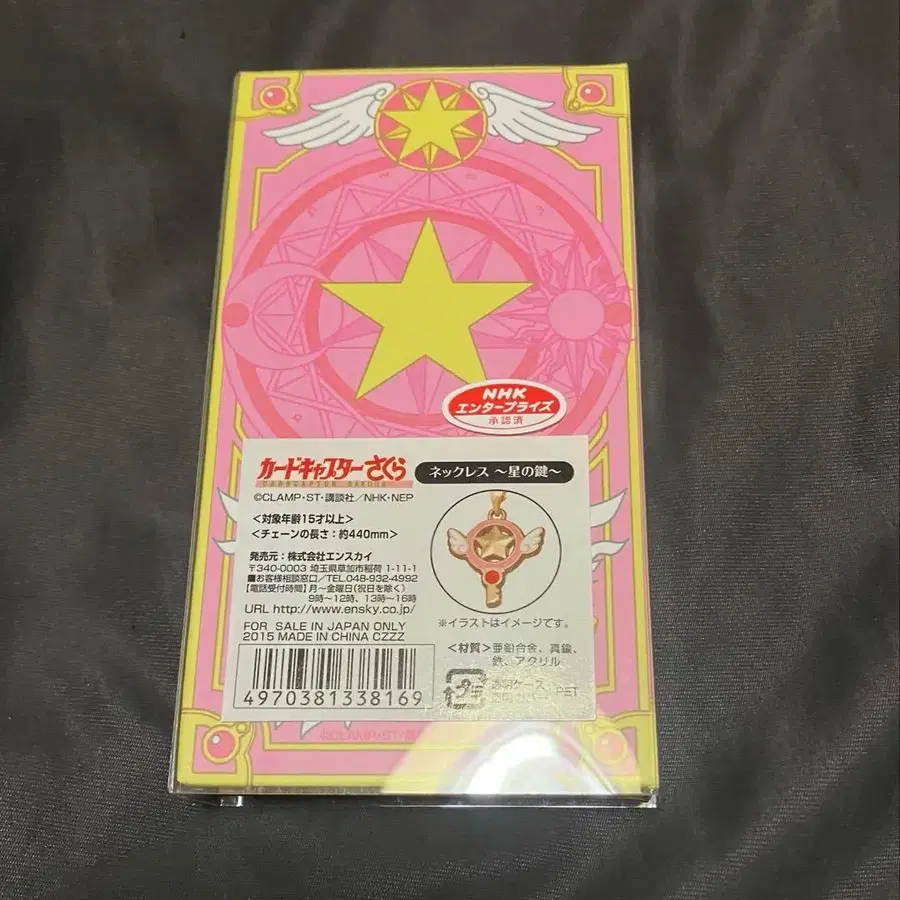 NHK
エンタープライズ
承認済
カードキャプターさくら
CARDCAPTOR SAKURA
ネックレス 〜星の鍵〜
©CLAMP・ST・講談社／NHK・NEP
＜対象年齢15才以上＞
＜チェーンの長さ：約440mm＞
発売元：株式会社エンスカイ
〒340-0003 埼玉県草加市稲荷 1-11-1
■お客様相談窓口／TEL.048-932-4992
【電話受付時間】月〜金曜日(祝日を除く)
9時〜12時、13時〜16時
URL http://www.ensky.co.jp/
FOR SALE IN JAPAN ONLY
2015 MADE IN CHINA CZZZ
4970381338169
※イラストはイメージです。
＜材質＞亜鉛合金、真鍮、
鉄、アクリル
プラ
透明ケース、
PET
©CLAMP・ST・